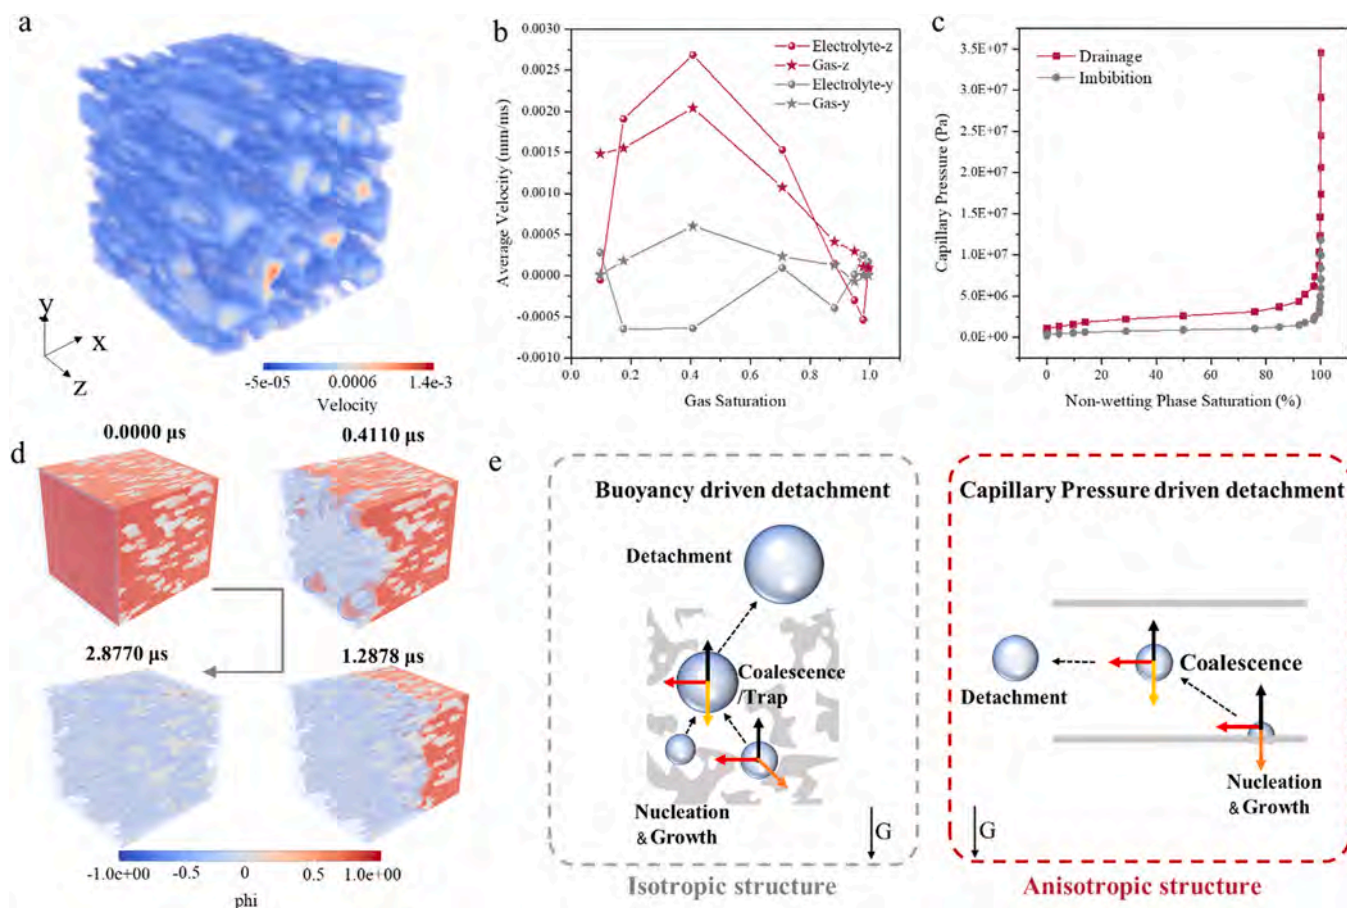 a
y
x
z
-5e-05 0.0006 1.4e-3
Velocity
b
Electrolyte-z
Gas-z
Electrolyte-y
Gas-y
0.0030
0.0025
0.0020
0.0015
0.0010
0.0005
0.0000
-0.0005
-0.0010
Average Velocity (mm/ms)
0.0 0.2 0.4 0.6 0.8 1.0
Gas Saturation
c
Drainage
Imbibition
3.5E+07
3.0E+07
2.5E+07
2.0E+07
1.5E+07
1.0E+07
5.0E+06
0.0E+00
Capillary Pressure (Pa)
0 20 40 60 80 100
Non-wetting Phase Saturation (%)
d
0.0000 μs 0.4110 μs
2.8770 μs 1.2878 μs
-1.0e+00 -0.5 0 0.5 1.0e+00
phi
e
Buoyancy driven detachment
Detachment
Coalescence
/Trap
Nucleation
& Growth
G
Isotropic structure
Capillary Pressure driven detachment
Coalescence
Detachment
Nucleation
& Growth
G
Anisotropic structure